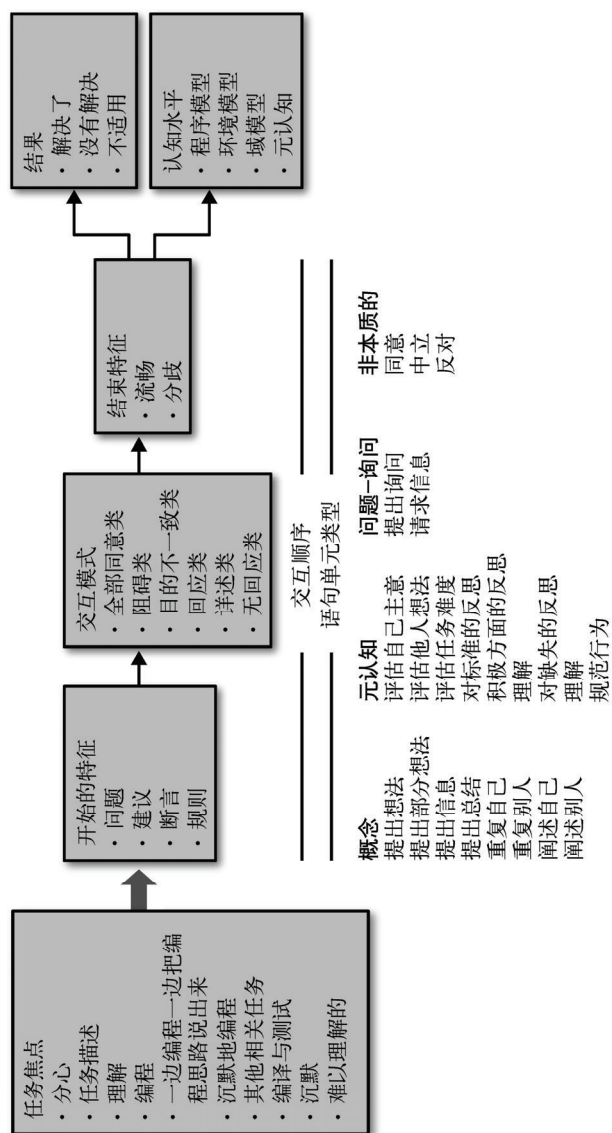 任务焦点
· 分心
· 任务描述
· 理解
· 编程
· 一边编程一边把编
程思路说出来
· 沉默地编程
· 其他相关任务
· 编译与测试
· 沉默
· 难以理解的
开始的特征
· 问题
· 建议
· 断言
· 规则
交互模式
· 全部同意类
· 阻碍类
· 目的不一致类
· 回应类
· 详述类
· 无回应类
结束特征
· 流畅
· 分歧
结果
· 解决了
· 没有解决
· 不适用
认知水平
· 程序模型
· 环境模型
· 域模型
· 元认知
交互顺序
语句单元类型
概念
提出想法
提出部分想法
提出信息
提出总结
重复自己
重复别人
阐述自己
阐述别人
元认知
评估自己主意
评估他人想法
评估任务难度
对标准的反思
积极方面的反思
理解
对缺失的反思
理解
规范行为
问题-询问
提出询问
请求信息
非本质的
同意
中立
反对